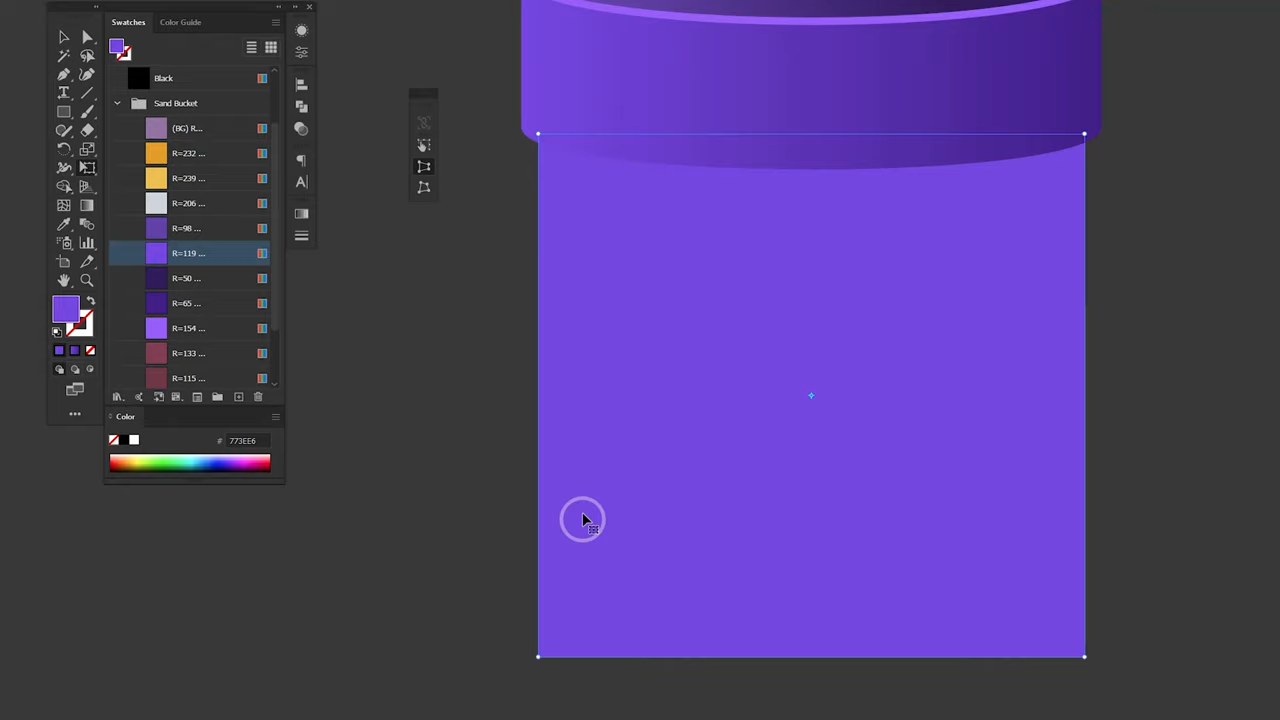 Swatches
Color Guide
Black
Sand Bucket
(BG) R...
R=232 ...
R=239 ...
R=206 ...
R=98 ...
R=119 ...
R=50 ...
R=65 ...
R=154 ...
R=133 ...
R=115 ...
Color
# 773EE6